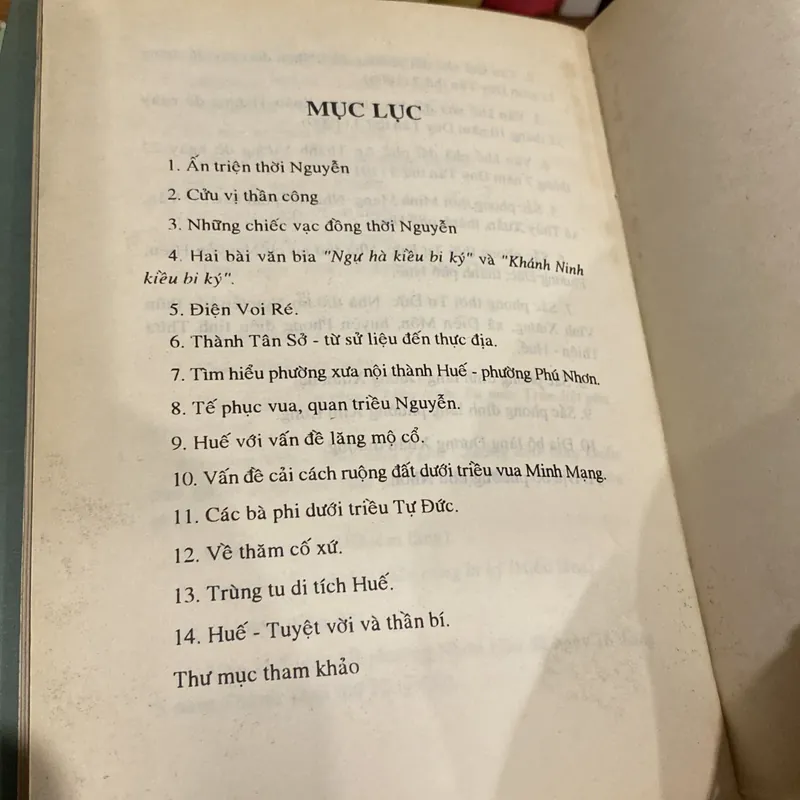 MỤC LỤC
1. Ấn triện thời Nguyễn
2. Cửu vị thần công
3. Những chiếc vạc đồng thời Nguyễn
4. Hai bài văn bia "Ngự hà kiều bi ký" và "Khánh Ninh
kiều bi ký".
5. Điện Voi Ré.
6. Thành Tân Sở - từ sử liệu đến thực địa.
7. Tìm hiểu phường xưa nội thành Huế - phường Phú Nhơn.
8. Tế phục vua, quan triều Nguyễn.
9. Huế với vấn đề lăng mộ cổ.
10. Vấn đề cải cách ruộng đất dưới triều vua Minh Mạng.
11. Các bà phi dưới triều Tự Đức.
12. Về thăm cố xứ.
13. Trùng tu di tích Huế.
14. Huế - Tuyệt vời và thần bí.
Thư mục tham khảo